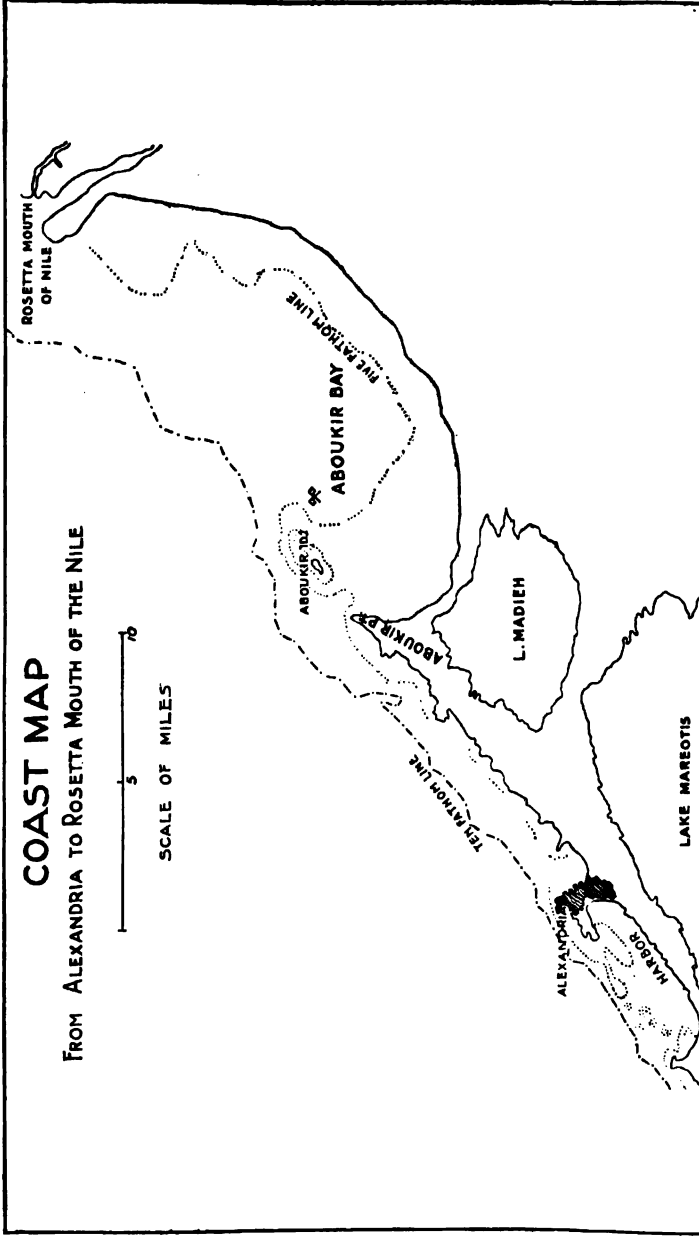 COAST MAP
FROM ALEXANDRIA TO ROSETTA MOUTH OF THE NILE
5
10
SCALE OF MILES
ROSETTA MOUTH
OF NILE
FIVE FATHOM LINE
ABOUKIR BAY
ABOUKIR IDˢ
ABOUKIR Pᵗ
L. MADIEH
TEN FATHOM LINE
ALEXANDRIA
HARBOR
LAKE MAREOTIS